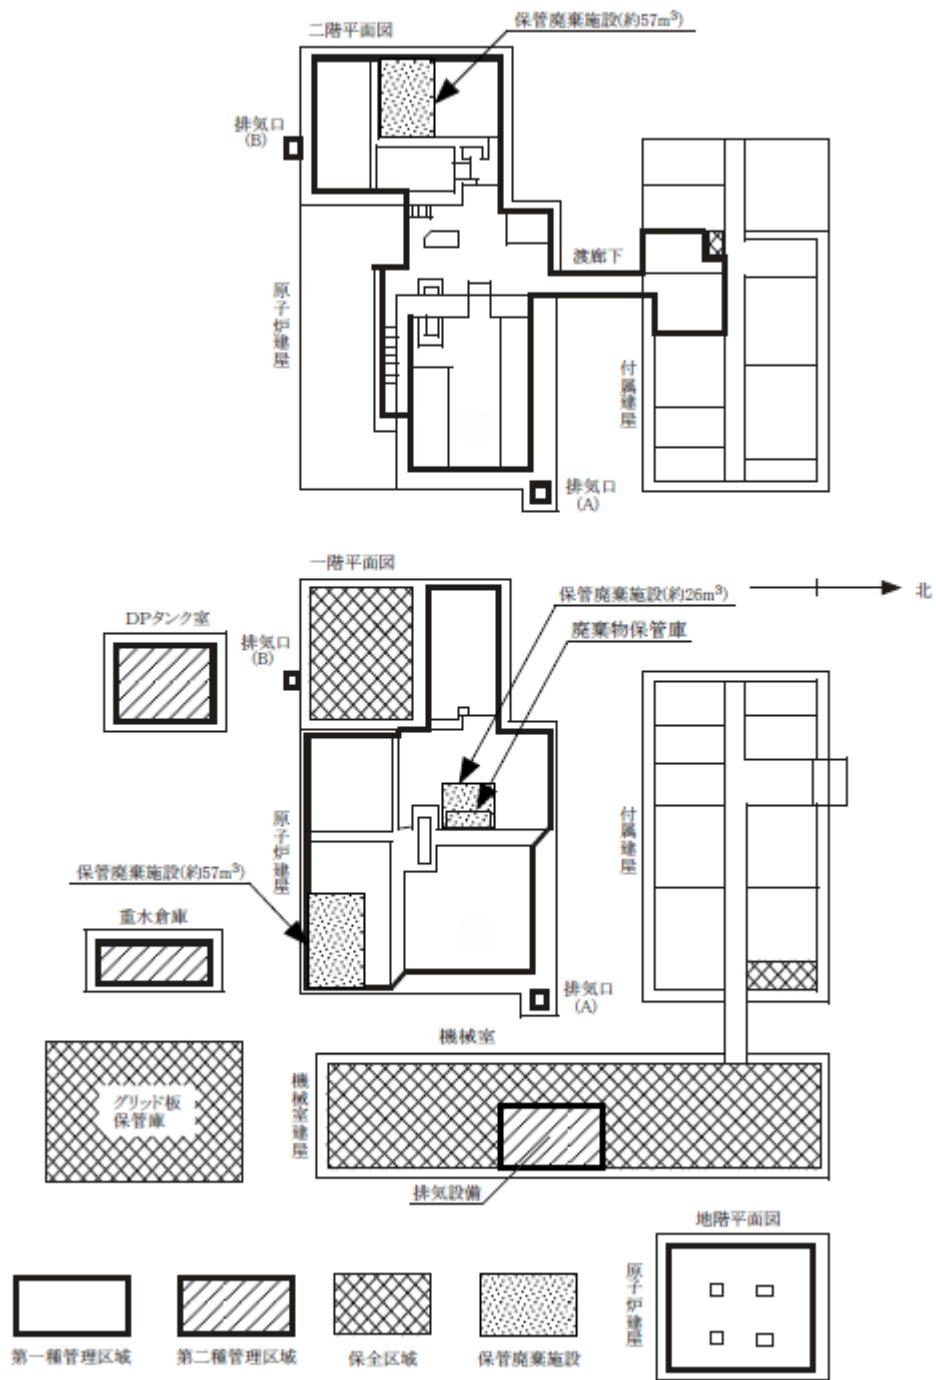 保管廃棄施設(約57m³)
二階平面図
排気口
(B)
渡廊下
原子炉建屋
付属建屋
排気口
(A)
一階平面図
北
保管廃棄施設(約26m³)
DPタンク室
廃棄物保管庫
排気口
(B)
原子炉建屋
付属建屋
保管廃棄施設(約57m³)
重水倉庫
排気口
(A)
機械室
機械室建屋
グリッド板
保管庫
排気設備
地階平面図
原子炉建屋
第一種管理区域
第二種管理区域
保全区域
保管廃棄施設